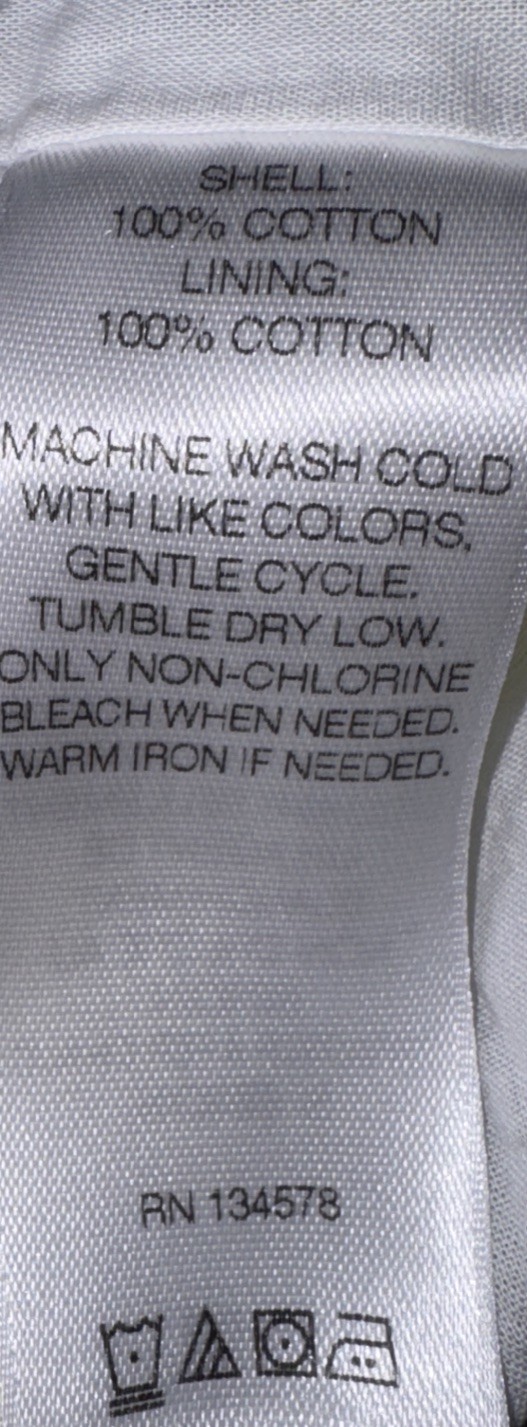 SHELL:
100% COTTON
LINING:
100% COTTON
MACHINE WASH COLD
WITH LIKE COLORS,
GENTLE CYCLE.
TUMBLE DRY LOW.
ONLY NON-CHLORINE
BLEACH WHEN NEEDED.
WARM IRON IF NEEDED.
RN 134578